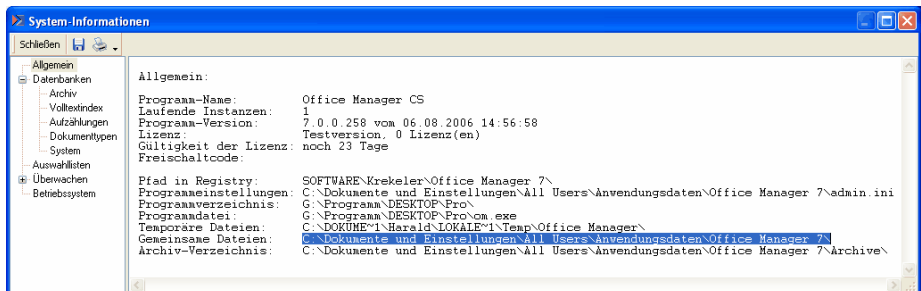 System-Informationen
Schließen
Allgemein
Datenbanken
Archiv
Volltextindex
Aufzählungen
Dokumenttypen
System
Auswahllisten
Überwachen
Betriebssystem
Allgemein:
Programm-Name: Office Manager CS
Laufende Instanzen: 1
Programm-Version: 7.0.0.258 vom 06.08.2006 14:56:58
Lizenz: Testversion, 0 Lizenz(en)
Gültigkeit der Lizenz: noch 23 Tage
Freischaltcode:
Pfad in Registry: SOFTWARE\Krekeler\Office Manager 7\
Programmeinstellungen: C:\Dokumente und Einstellungen\All Users\Anwendungsdaten\Office Manager 7\admin.ini
Programmverzeichnis: G:\Programm\DESKTOP\Pro\
Programmdatei: G:\Programm\DESKTOP\Pro\om.exe
Temporäre Dateien: C:\DOKUME~1\Harald\LOKALE~1\Temp\Office Manager\
Gemeinsame Dateien: C:\Dokumente und Einstellungen\All Users\Anwendungsdaten\Office Manager 7\
Archiv-Verzeichnis: C:\Dokumente und Einstellungen\All Users\Anwendungsdaten\Office Manager 7\Archive\